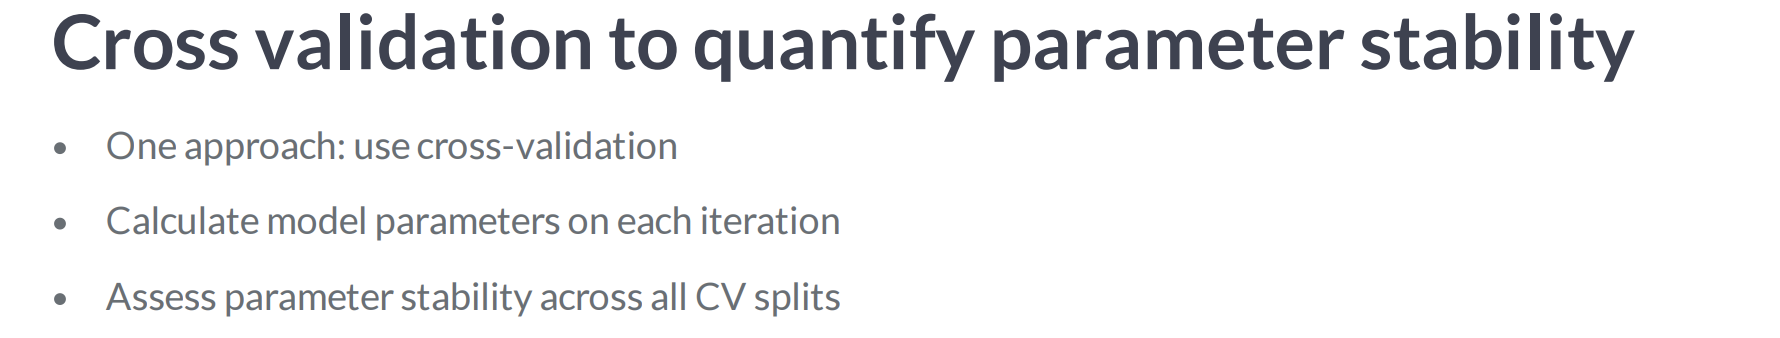 Cross validation to quantify parameter stability
• One approach: use cross-validation
• Calculate model parameters on each iteration
• Assess parameter stability across all CV splits